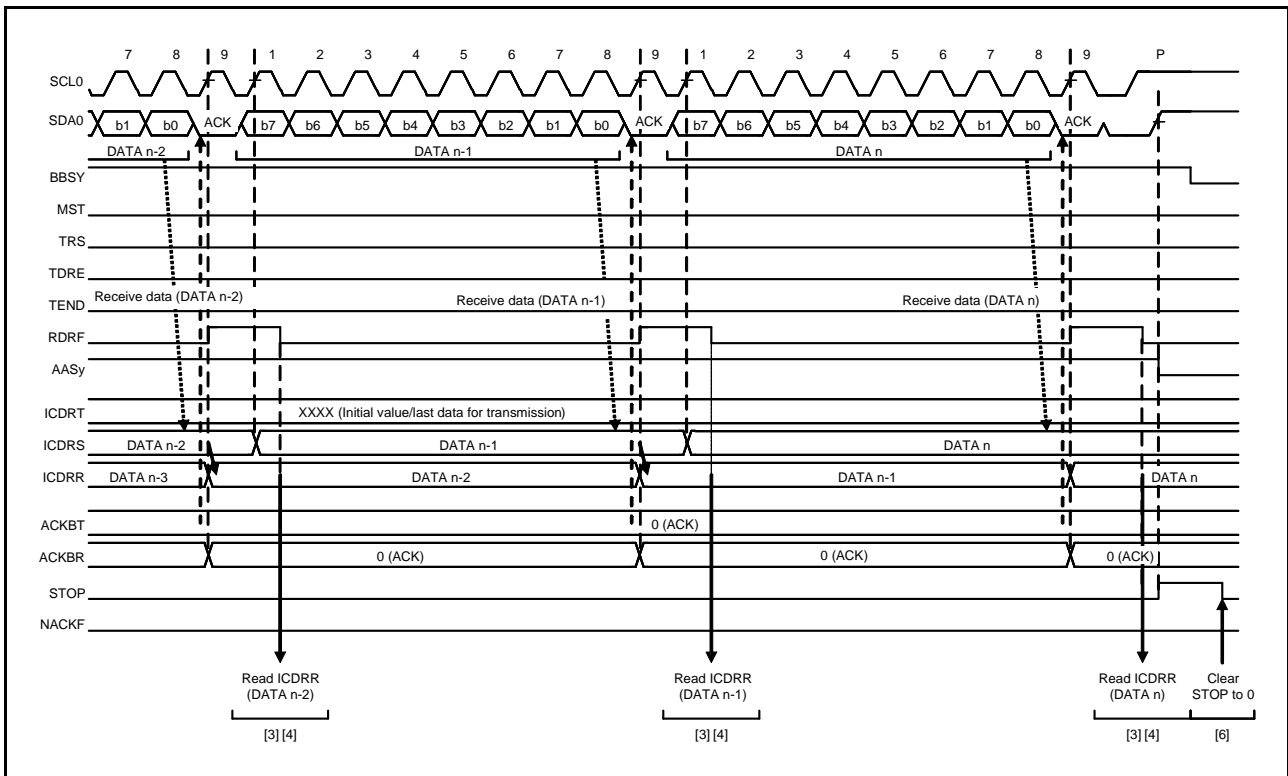 7 8 9 1 2 3 4 5 6 7 8 9 1 2 3 4 5 6 7 8 9 P
SCL0
SDA0 b1 b0 ACK b7 b6 b5 b4 b3 b2 b1 b0 ACK b7 b6 b5 b4 b3 b2 b1 b0 ACK
DATA n-2 DATA n-1 DATA n
BBSY
MST
TRS
TDRE
Receive data (DATA n-2) Receive data (DATA n-1) Receive data (DATA n)
TEND
RDRF
AASy
ICDRT XXXX (Initial value/last data for transmission)
ICDRS DATA n-2 DATA n-1 DATA n
ICDRR DATA n-3 DATA n-2 DATA n-1 DATA n
ACKBT 0 (ACK)
ACKBR 0 (ACK) 0 (ACK) 0 (ACK)
STOP
NACKF
Read ICDRR Read ICDRR Read ICDRR Clear
(DATA n-2) (DATA n-1) (DATA n) STOP to 0
[3] [4] [3] [4] [3] [4] [6]